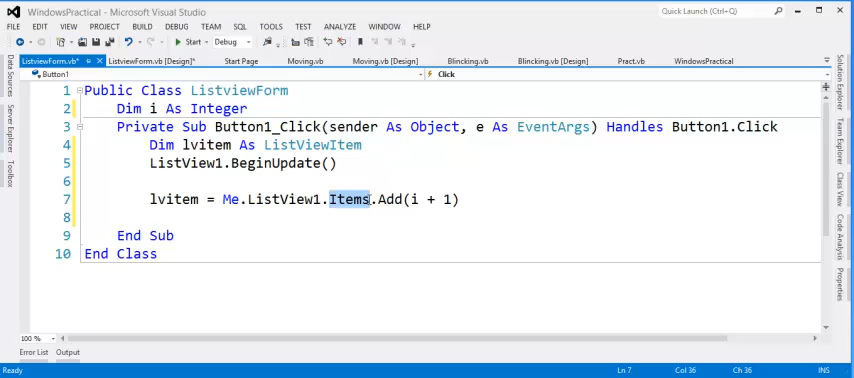 WindowsPractical - Microsoft Visual Studio
Quick Launch (Ctrl+Q)
FILE EDIT VIEW PROJECT BUILD DEBUG TEAM SQL TOOLS TEST ANALYZE WINDOW HELP
Start Debug
ListviewForm.vb* ListviewForm.vb [Design]* Start Page Moving.vb Moving.vb [Design] Blincking.vb Blincking.vb [Design] Pract.vb WindowsPractical
Button1 Click
1 Public Class ListviewForm
2 Dim i As Integer
3 Private Sub Button1_Click(sender As Object, e As EventArgs) Handles Button1.Click
4 Dim lvitem As ListViewItem
5 ListView1.BeginUpdate()
6
7 lvitem = Me.ListView1.Items.Add(i + 1)
8
9 End Sub
10 End Class
Data Sources
Server Explorer
Toolbox
Solution Explorer
Team Explorer
Class View
Code Analysis
Properties
100 %
Error List Output
Ready Ln 7 Col 36 Ch 36 INS